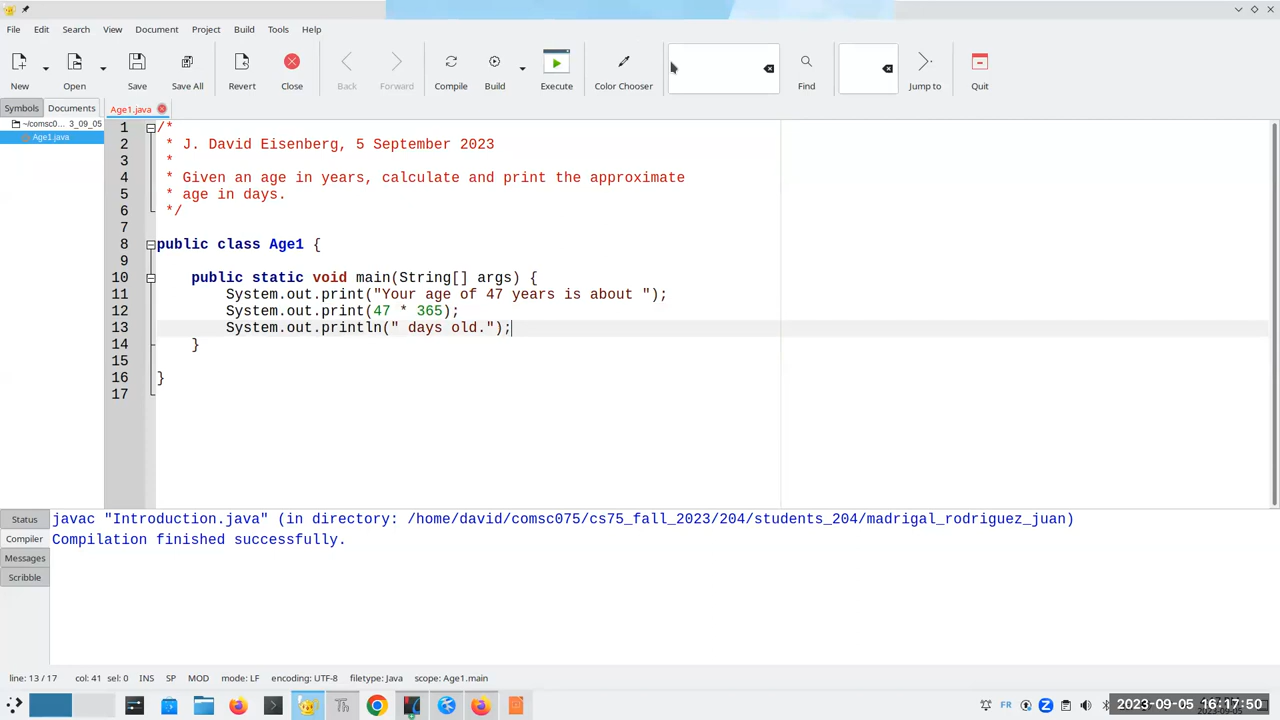 File Edit Search View Document Project Build Tools Help
New Open Save Save All Revert Close Back Forward Compile Build Execute Color Chooser Find Jump to Quit
Symbols Documents Age1.java
~/comsc0... 3_09_05
Age1.java
1 /*
2 * J. David Eisenberg, 5 September 2023
3 *
4 * Given an age in years, calculate and print the approximate
5 * age in days.
6 */
7
8 public class Age1 {
9
10 public static void main(String[] args) {
11 System.out.print("Your age of 47 years is about ");
12 System.out.print(47 * 365);
13 System.out.println(" days old.");
14 }
15
16 }
17
Status
Compiler
Messages
Scribble
javac "Introduction.java" (in directory: /home/david/comsc075/cs75_fall_2023/204/students_204/madrigal_rodriguez_juan)
Compilation finished successfully.
line: 13 / 17 col: 41 sel: 0 INS SP MOD mode: LF encoding: UTF-8 filetype: Java scope: Age1.main
FR 2023-09-05 16:17:50